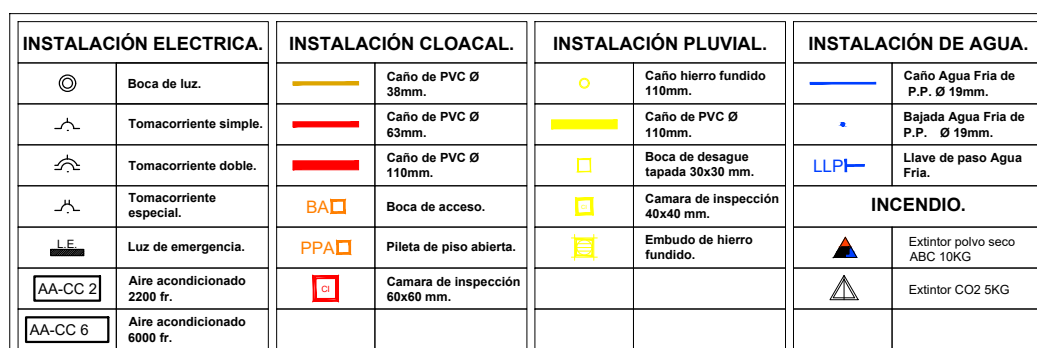 INSTALACIÓN ELECTRICA.
Boca de luz.
Tomacorriente simple.
Tomacorriente doble.
Tomacorriente
especial.
L.E.
Luz de emergencia.
AA-CC 2
Aire acondicionado
2200 fr.
AA-CC 6
Aire acondicionado
6000 fr.
INSTALACIÓN CLOACAL.
Caño de PVC Ø
38mm.
Caño de PVC Ø
63mm.
Caño de PVC Ø
110mm.
BA
Boca de acceso.
PPA
Pileta de piso abierta.
CI
Camara de inspección
60x60 mm.
INSTALACIÓN PLUVIAL.
Caño hierro fundido
110mm.
Caño de PVC Ø
110mm.
Boca de desague
tapada 30x30 mm.
Camara de inspección
40x40 mm.
Embudo de hierro
fundido.
INSTALACIÓN DE AGUA.
Caño Agua Fria de
P.P. Ø 19mm.
Bajada Agua Fria de
P.P. Ø 19mm.
LLP
Llave de paso Agua
Fria.
INCENDIO.
Extintor polvo seco
ABC 10KG
Extintor CO2 5KG